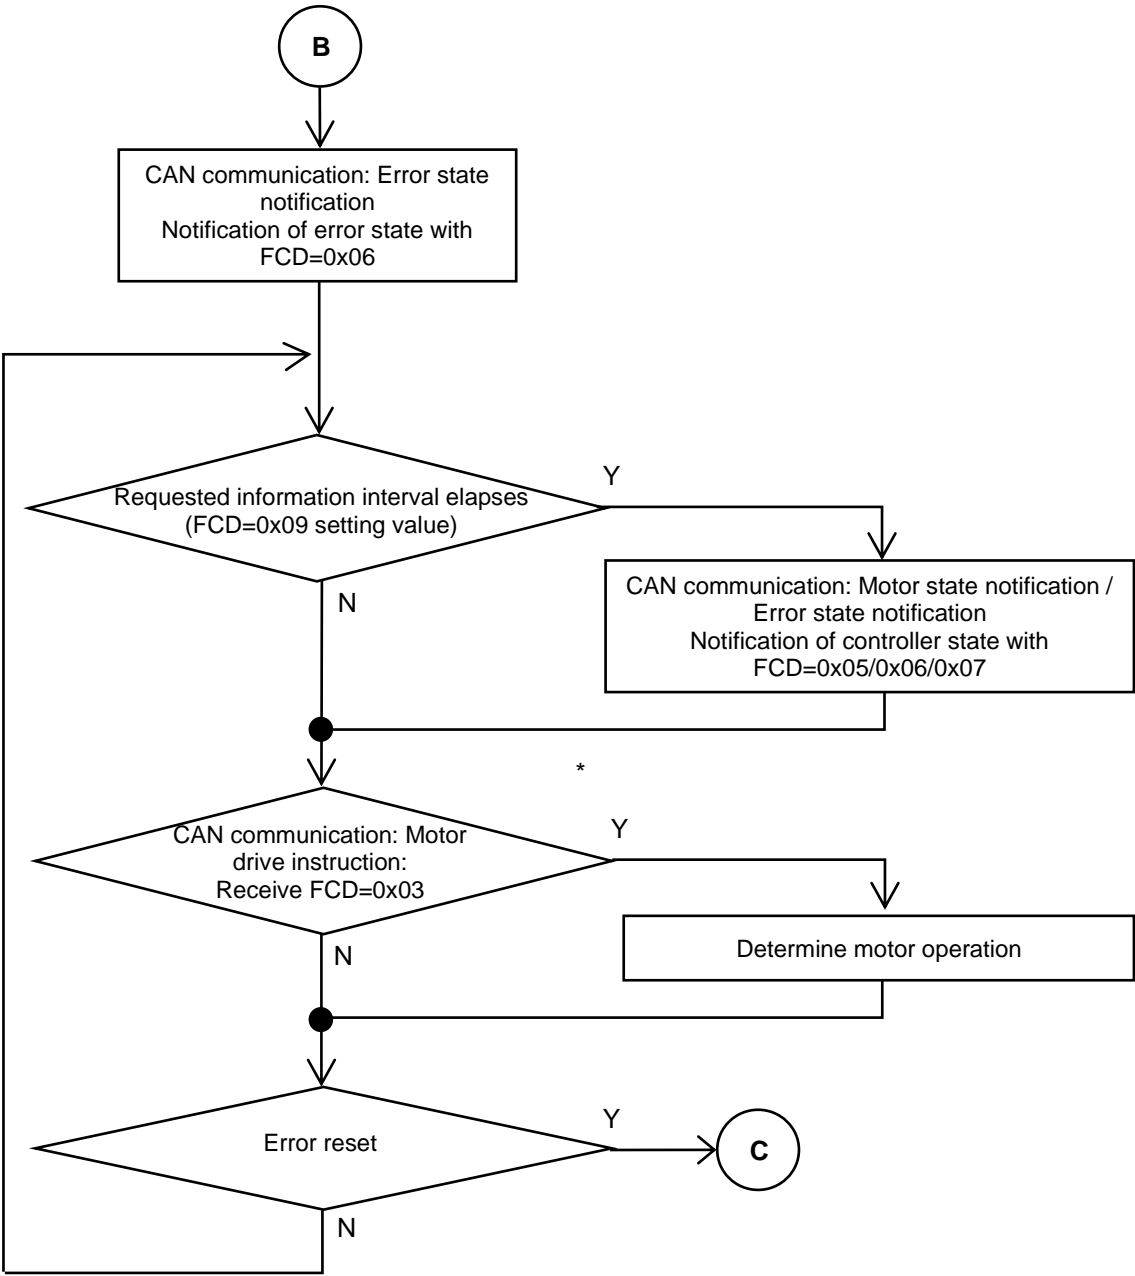 B
CAN communication: Error state
notification
Notification of error state with
FCD=0x06
Y
Requested information interval elapses
(FCD=0x09 setting value)
N
CAN communication: Motor state notification /
Error state notification
Notification of controller state with
FCD=0x05/0x06/0x07
*
Y
CAN communication: Motor
drive instruction:
Receive FCD=0x03
N
Determine motor operation
Y
Error reset
C
N